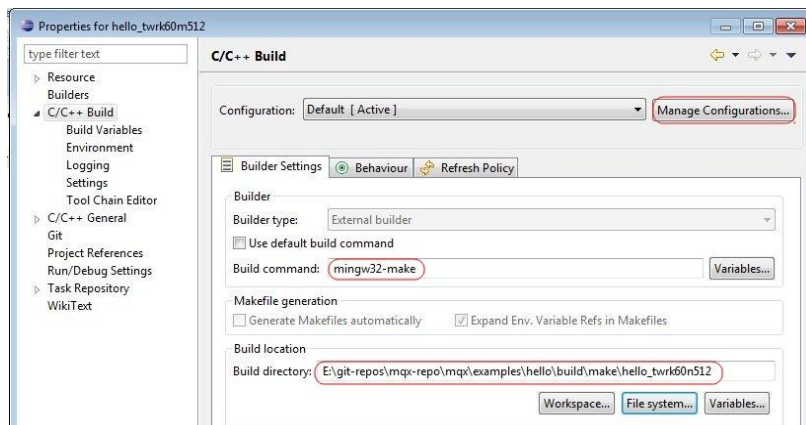 Properties for hello_twrk60m512
type filter text
Resource
Builders
C/C++ Build
Build Variables
Environment
Logging
Settings
Tool Chain Editor
C/C++ General
Git
Project References
Run/Debug Settings
Task Repository
WikiText
C/C++ Build
Configuration: Default [ Active ] Manage Configurations...
Builder Settings Behaviour Refresh Policy
Builder
Builder type: External builder
Use default build command
Build command: mingw32-make Variables...
Makefile generation
Generate Makefiles automatically Expand Env. Variable Refs in Makefiles
Build location
Build directory: E:\git-repos\mqx-repo\mqx\examples\hello\build\make\hello_twrk60n512
Workspace... File system... Variables...